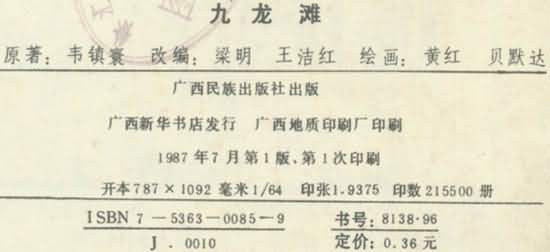 九龙滩
原著：韦镇寰 改编：梁明 王洁红 绘画：黄红 贝默达
广西民族出版社出版
广西新华书店发行 广西地质印刷厂印刷
1987年7月第1版、第1次印刷
开本787×1092毫米1/64 印张1.9375 印数215500册
ISBN 7－5363－0085－9 书号：8138·96
J．0010 定价：0.36元